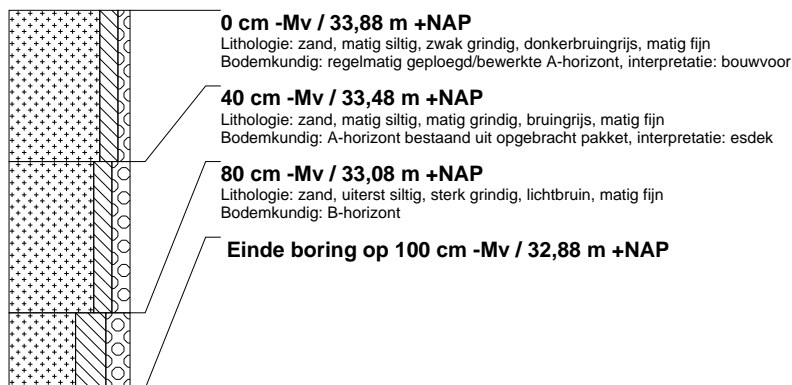 0 cm -Mv / 33,88 m +NAP
Lithologie: zand, matig siltig, zwak grindig, donkerbruingrijs, matig fijn
Bodemkundig: regelmatig geploegd/bewerkte A-horizont, interpretatie: bouwvoor
40 cm -Mv / 33,48 m +NAP
Lithologie: zand, matig siltig, matig grindig, bruingrijs, matig fijn
Bodemkundig: A-horizont bestaand uit opgebracht pakket, interpretatie: esdek
80 cm -Mv / 33,08 m +NAP
Lithologie: zand, uiterst siltig, sterk grindig, lichtbruin, matig fijn
Bodemkundig: B-horizont
Einde boring op 100 cm -Mv / 32,88 m +NAP